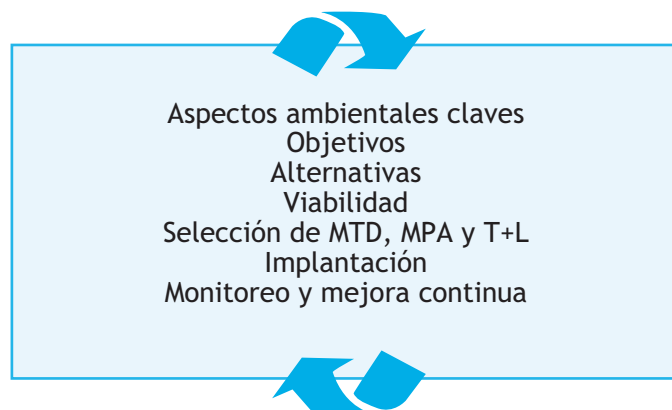 Aspectos ambientales claves
Objetivos
Alternativas
Viabilidad
Selección de MTD, MPA y T+L
Implantación
Monitoreo y mejora continua